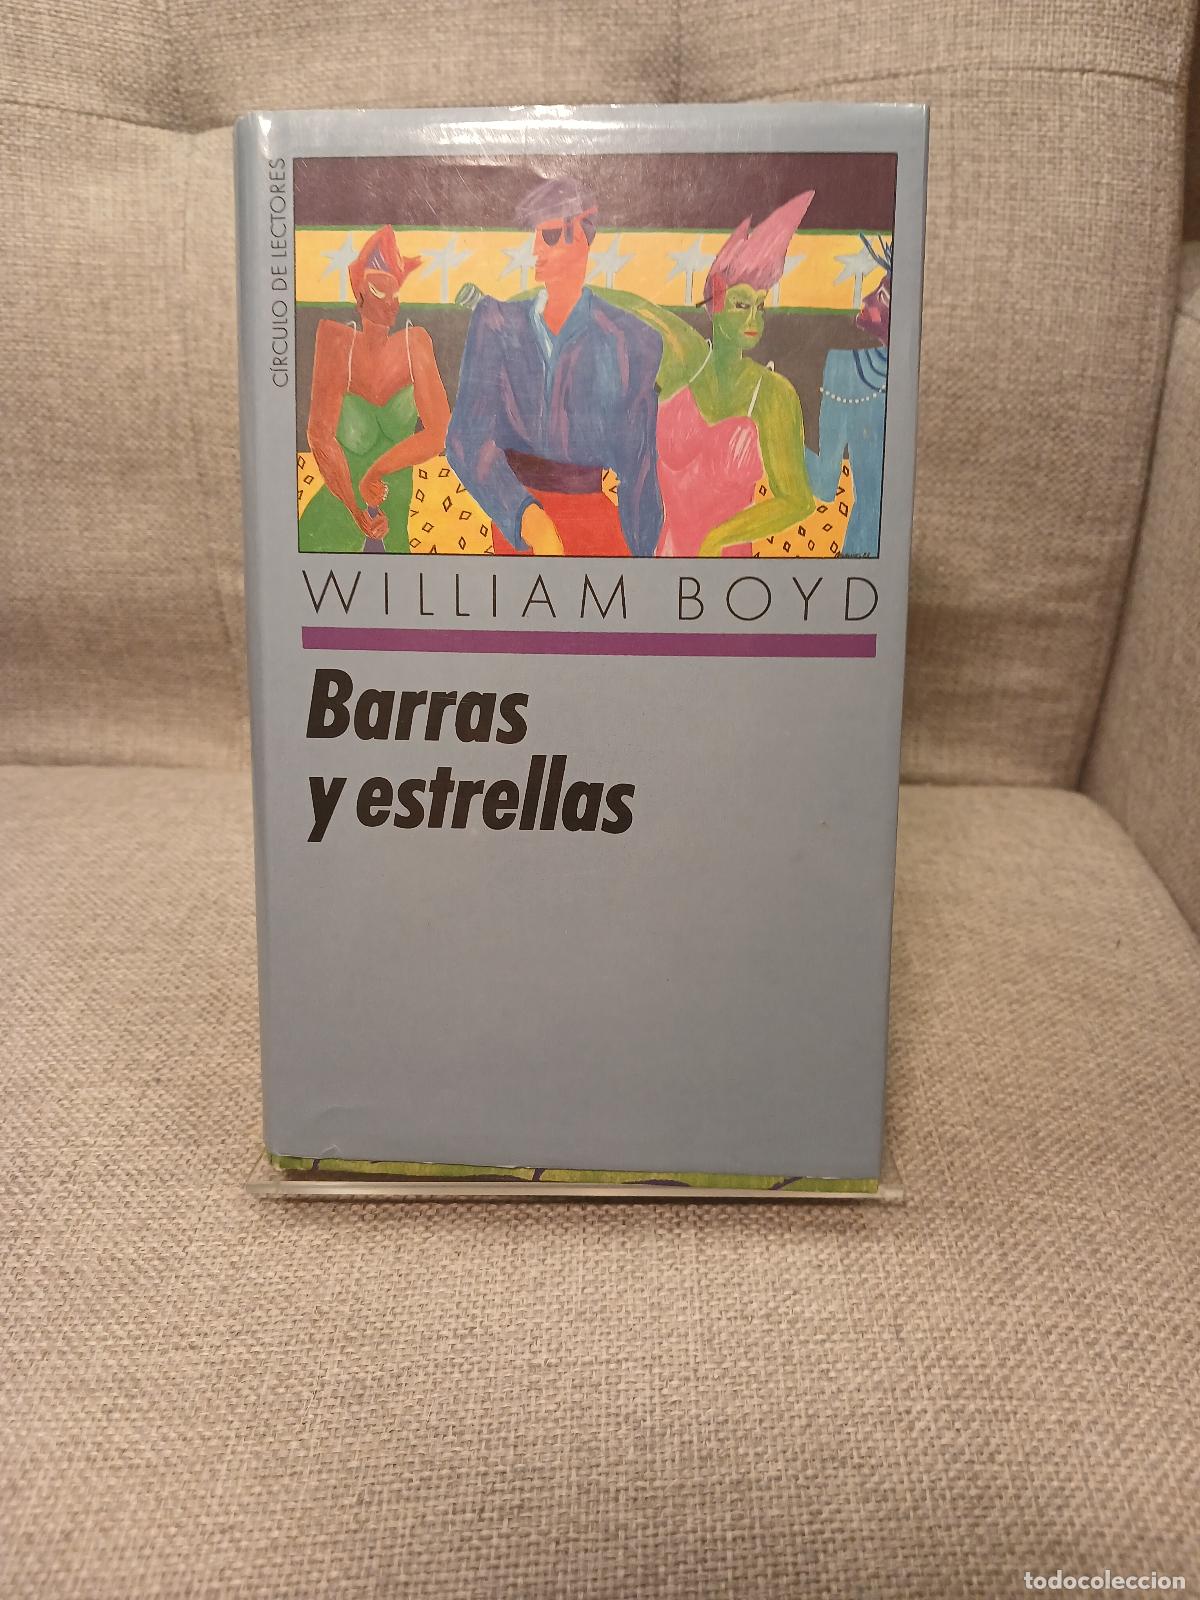 CÍRCULO DE LECTORES
WILLIAM BOYD
Barras
y estrellas
todocoleccion